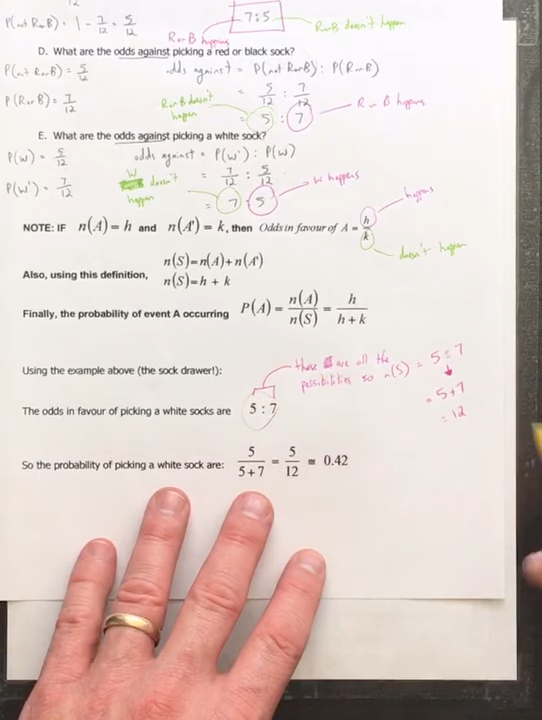 12
P(not R or B) = 1 - 7/12 = 5/12
7:5
R or B happens
R or B doesn't happen
D. What are the odds against picking a red or black sock?
P(not R or B) = 5/12
odds against = P(not R or B) : P(R or B)
P(R or B) = 7/12
= 5/12 : 7/12
R or B doesn't happen
= 5 : 7
R or B happens
E. What are the odds against picking a white sock?
P(W) = 5/12
odds against = P(W') : P(W)
P(W') = 7/12
= 7/12 : 5/12
W doesn't happen
= 7 : 5
W happens
NOTE: IF n(A) = h and n(A') = k, then Odds in favour of A = h/k
happens
doesn't happen
Also, using this definition,
n(S)=n(A)+n(A')
n(S)=h + k
Finally, the probability of event A occurring P(A) = n(A)/n(S) = h/h+k
Using the example above (the sock drawer!):
these are all the possibilities so n(S) = 5:7
= 5+7
= 12
The odds in favour of picking a white socks are 5 : 7
So the probability of picking a white sock are: 5/5+7 = 5/12 ≅ 0.42